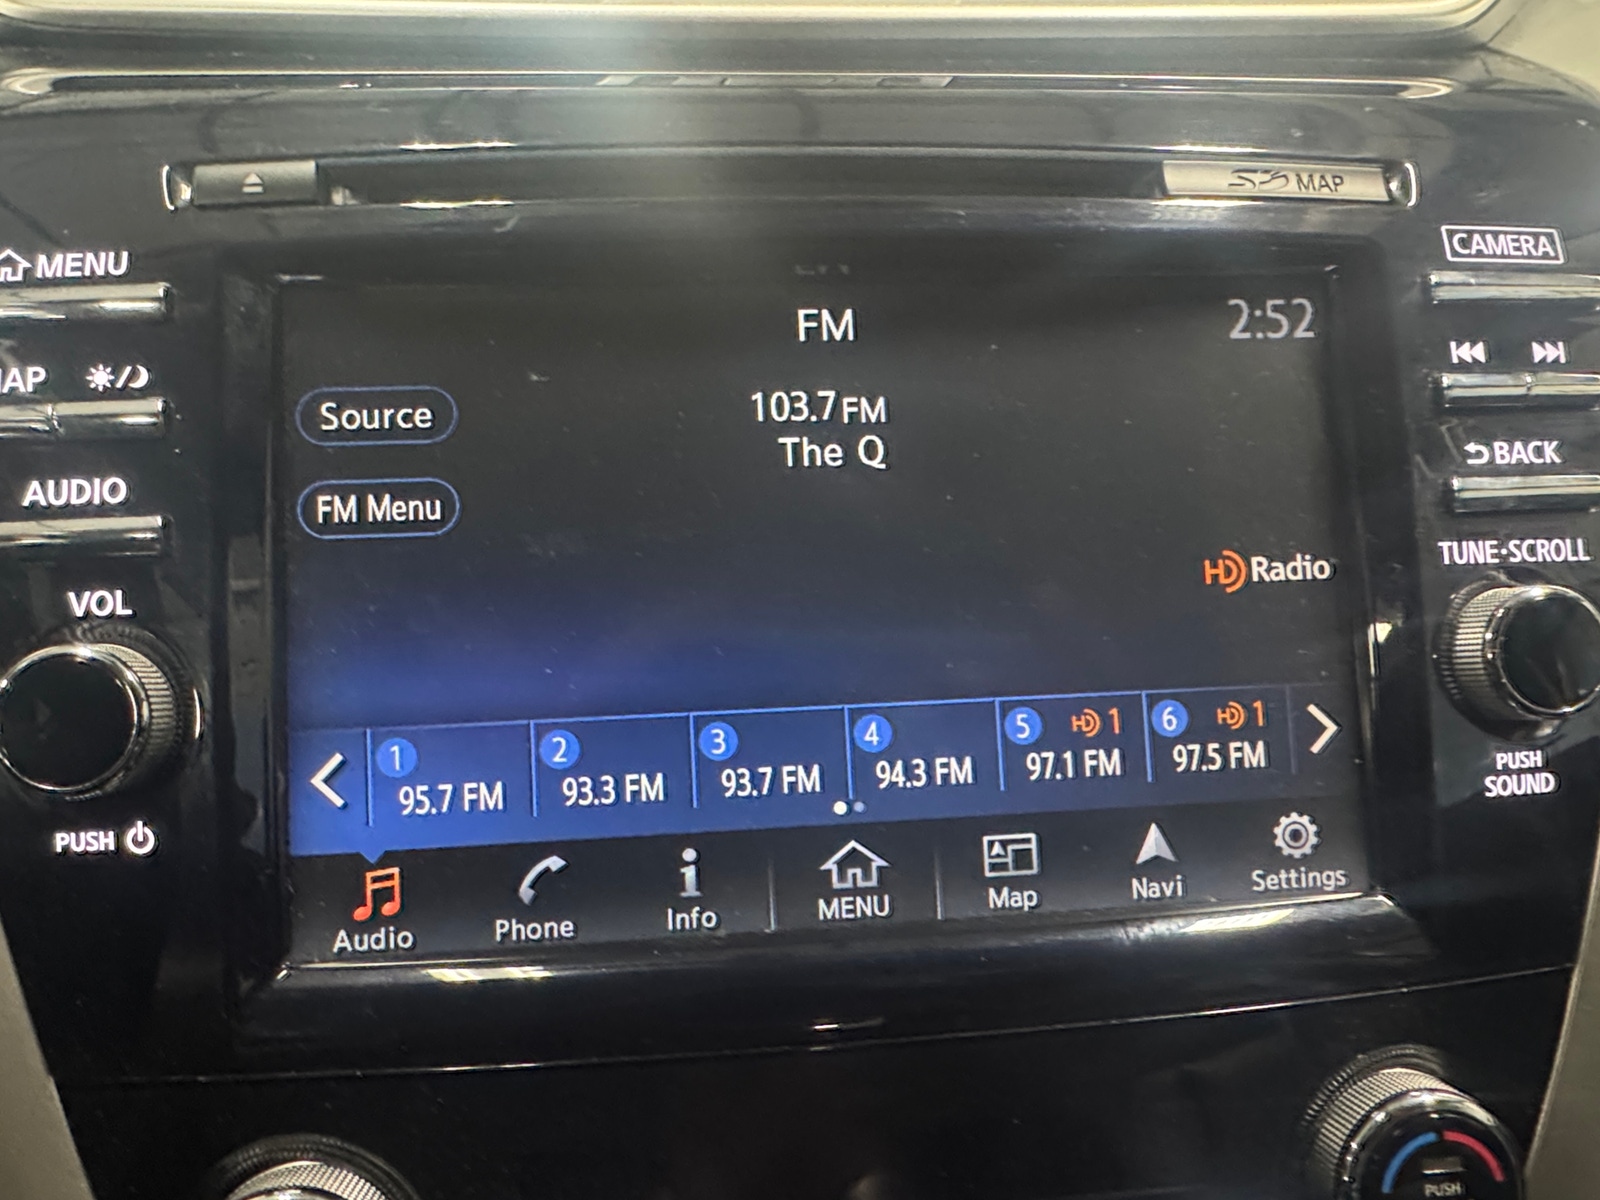 MAP
CAMERA
MENU
FM
2:52
AUDIO
Source
103.7 FM
The Q
BACK
FM Menu
TUNE·SCROLL
HD Radio
VOL
1 95.7 FM
2 93.3 FM
3 93.7 FM
4 94.3 FM
5 HD 1 97.1 FM
6 HD 1 97.5 FM
PUSH
SOUND
PUSH
Audio
Phone
Info
MENU
Map
Navi
Settings
PUSH